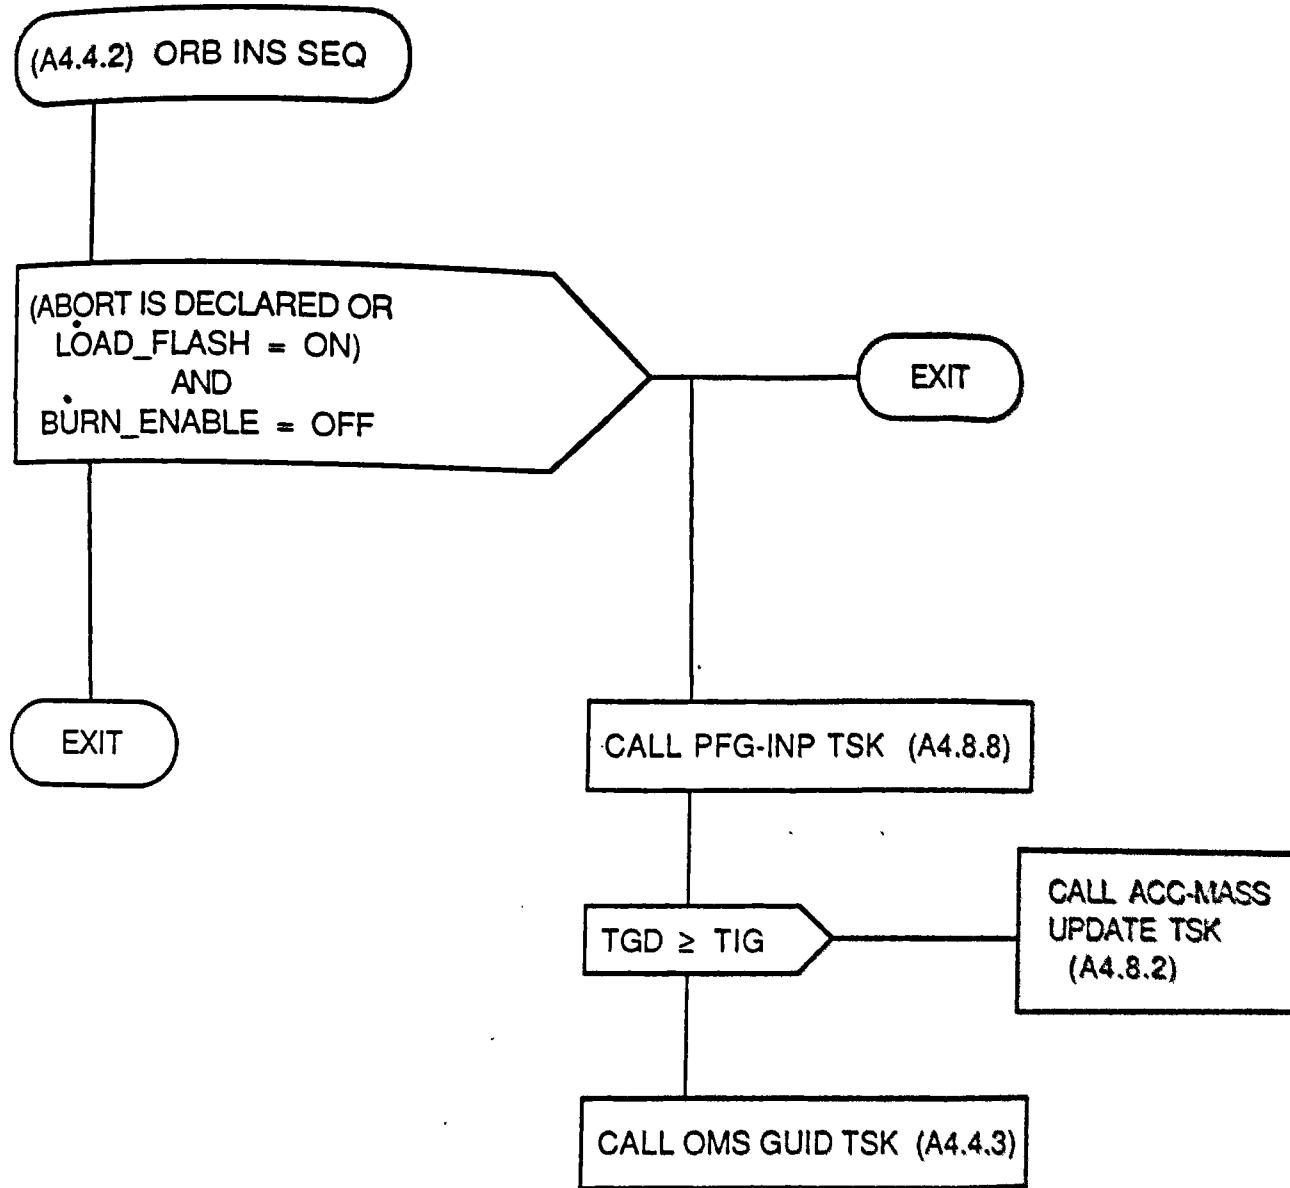 (A4.4.2) ORB INS SEQ
(ABORT IS DECLARED OR
LOAD_FLASH = ON)
AND
BURN_ENABLE = OFF
EXIT
EXIT
CALL PFG-INP TSK (A4.8.8)
CALL ACC-MASS
UPDATE TSK
(A4.8.2)
TGD ≥ TIG
CALL OMS GUID TSK (A4.4.3)